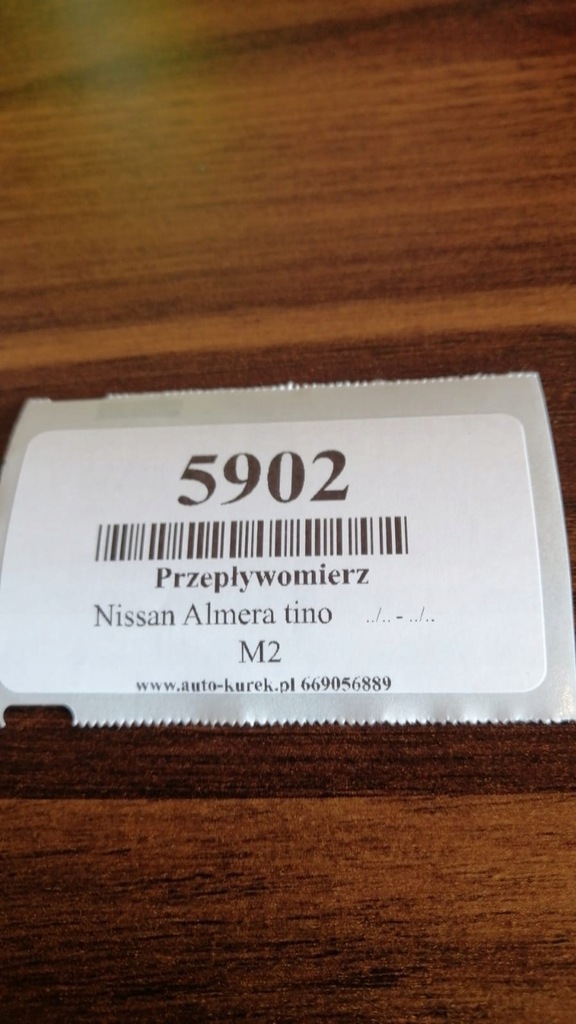 5902
Przepływomierz
Nissan Almera tino ../.. - ../..
M2
www.auto-kurek.pl 669056889